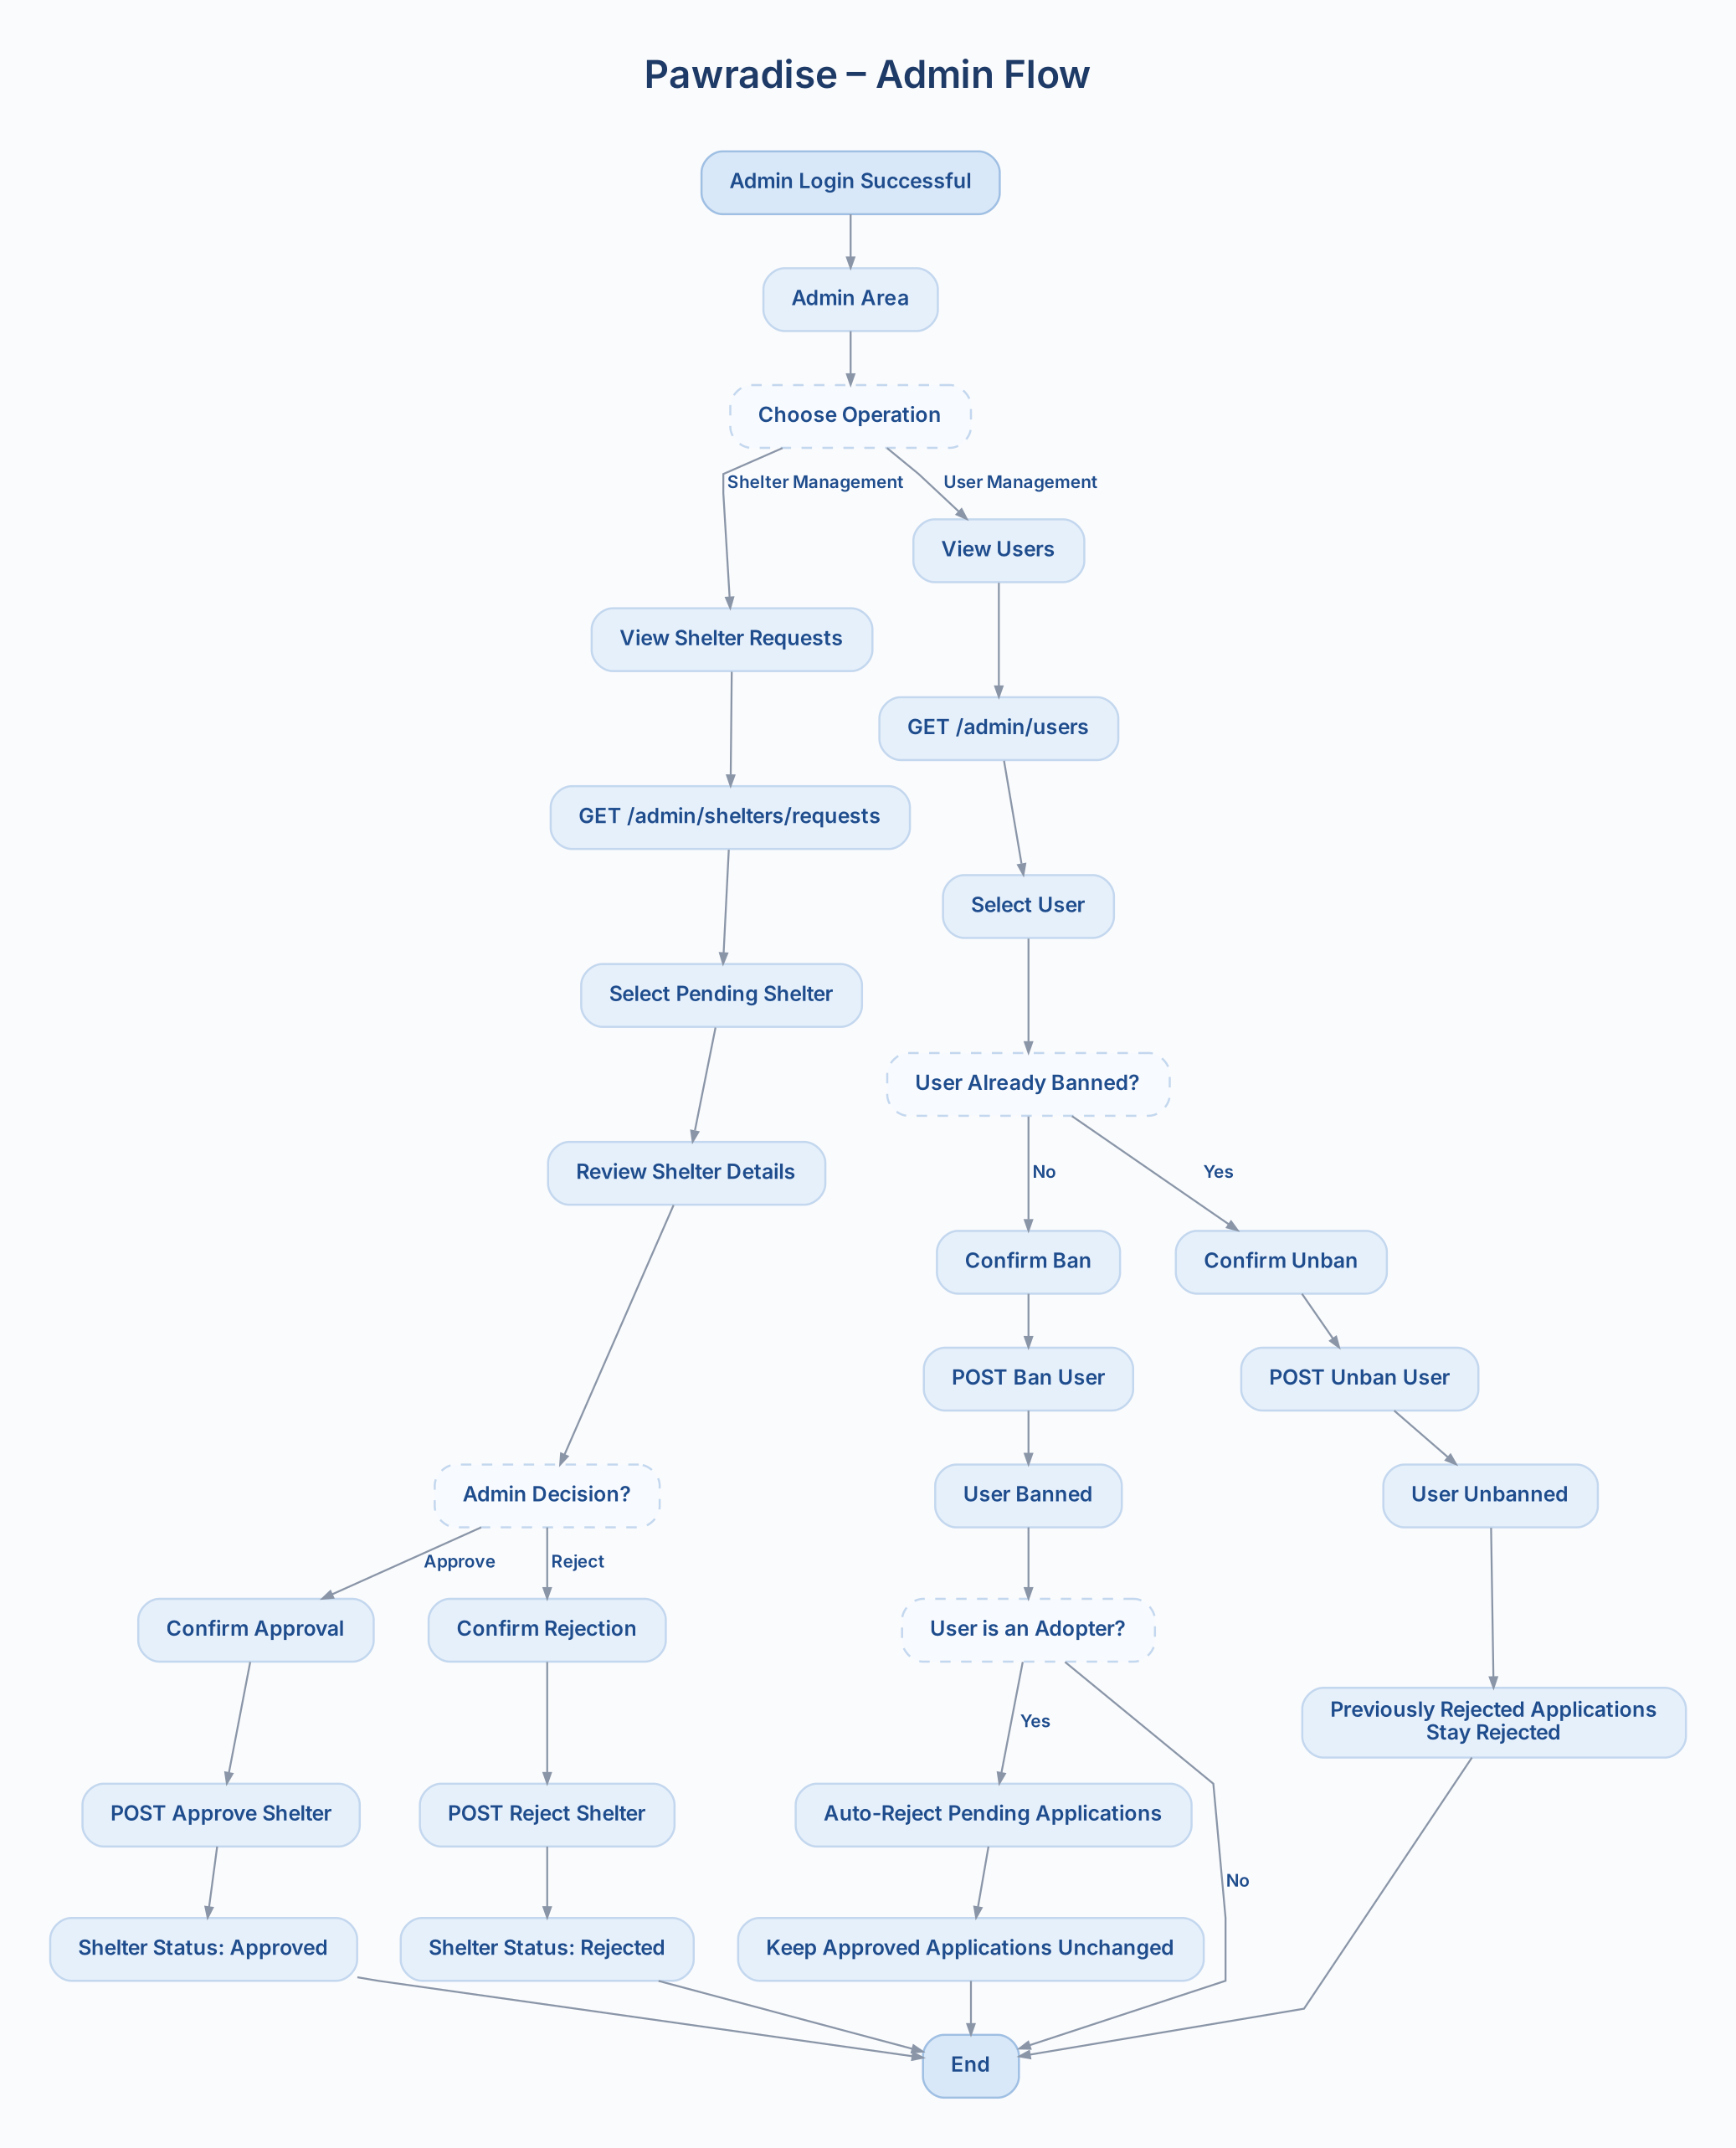 Pawradise – Admin Flow
Admin Login Successful
Admin Area
Choose Operation
Shelter Management
User Management
View Users
View Shelter Requests
GET /admin/users
GET /admin/shelters/requests
Select User
Select Pending Shelter
User Already Banned?
Review Shelter Details
No
Yes
Confirm Ban
Confirm Unban
POST Ban User
POST Unban User
Admin Decision?
User Banned
User Unbanned
Approve
Reject
Confirm Approval
Confirm Rejection
User is an Adopter?
Yes
Previously Rejected Applications
Stay Rejected
POST Approve Shelter
POST Reject Shelter
Auto-Reject Pending Applications
No
Shelter Status: Approved
Shelter Status: Rejected
Keep Approved Applications Unchanged
End